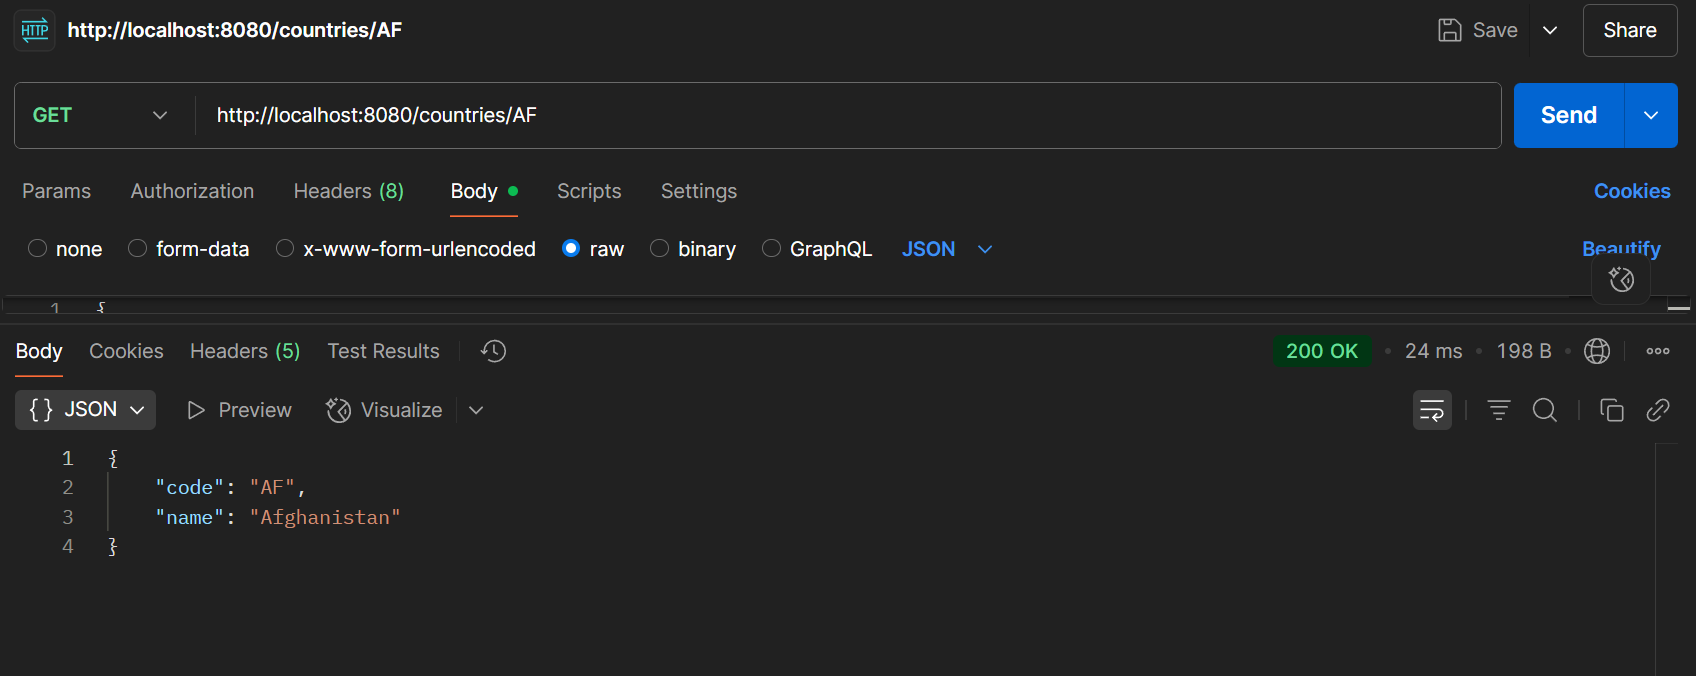 HTTP http://localhost:8080/countries/AF Save Share
GET http://localhost:8080/countries/AF Send
Params Authorization Headers (8) Body Scripts Settings Cookies
none form-data x-www-form-urlencoded raw binary GraphQL JSON Beautify
1 {
Body Cookies Headers (5) Test Results 200 OK • 24 ms • 198 B
{ } JSON Preview Visualize
1 {
2 "code": "AF",
3 "name": "Afghanistan"
4 }